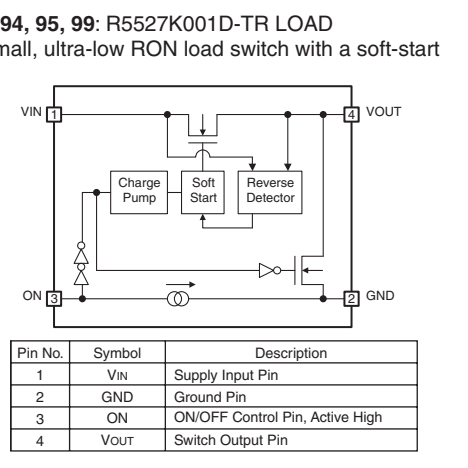 94, 95, 99: R5527K001D-TR LOAD
mall, ultra-low RON load switch with a soft-start
VIN 1
4 VOUT
Charge Pump
Soft Start
Reverse Detector
ON 3
2 GND
Pin No. Symbol Description
1 VIN Supply Input Pin
2 GND Ground Pin
3 ON ON/OFF Control Pin, Active High
4 VOUT Switch Output Pin